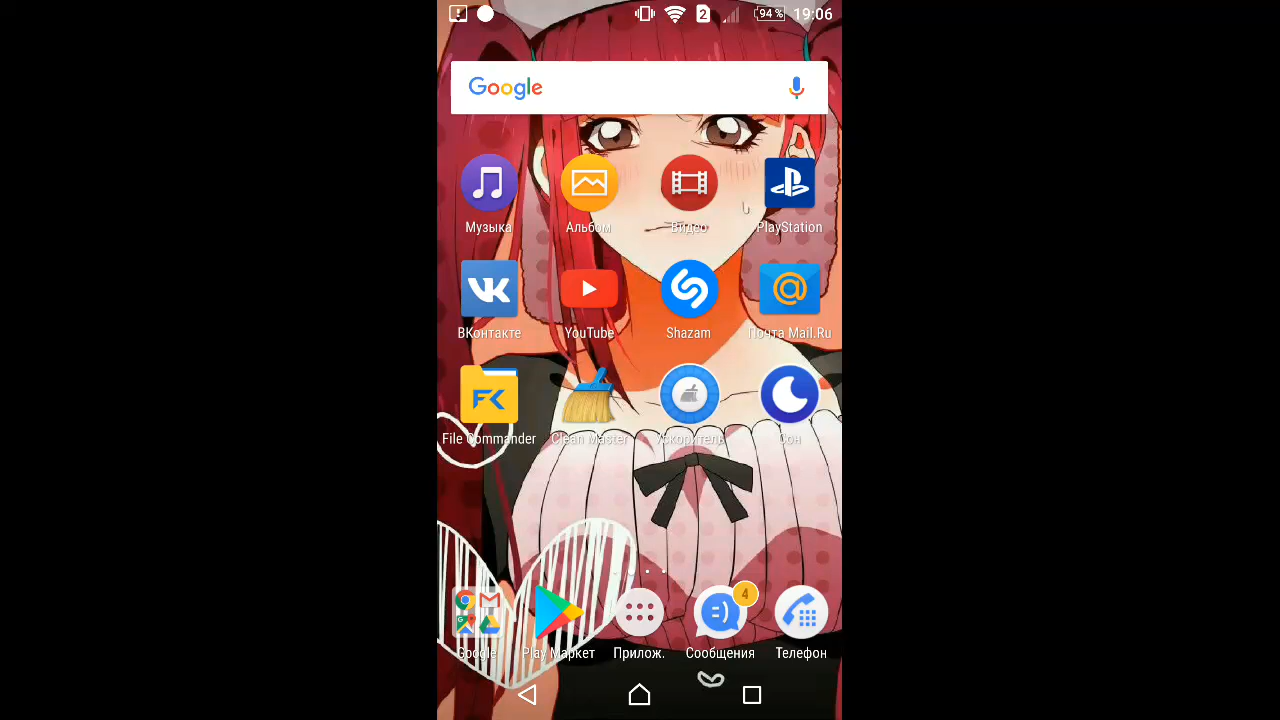 2 94% 19:06
Google
Музыка Альбом Видео PlayStation
ВКонтакте YouTube Shazam Почта Mail.Ru
File Commander Clean Master Ускоритель Сон
4
Google Play Маркет Прилож. Сообщения Телефон